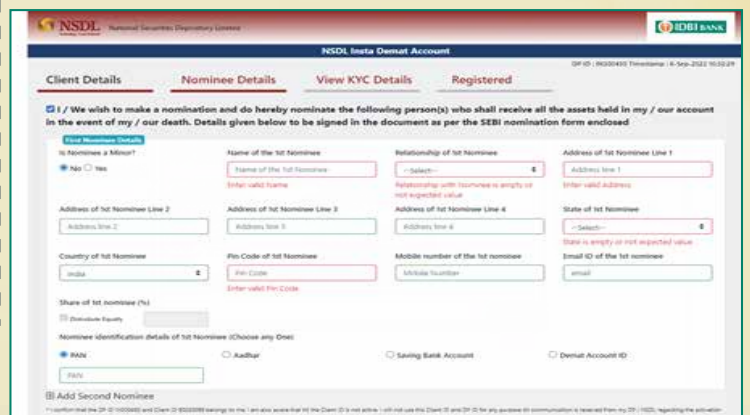 NSDL National Securities Depository Limited
IDBI BANK
NSDL Insta Demat Account
Client Details Nominee Details View KYC Details Registered
I / We wish to make a nomination and do hereby nominate the following person(s) who shall receive all the assets held in my / our account
in the event of my / our death. Details given below to be signed in the document as per the SEBI nomination form enclosed
First Nominee Details
Is Nominee a Minor? Name of the 1st Nominee Relationship of 1st Nominee Address of 1st Nominee Line 1
No Yes Name of the 1st Nominee --Select-- Address line 1
Enter valid Name Relationship with Nominee is empty or Enter valid Address
not expected value
Address of 1st Nominee Line 2 Address of 1st Nominee Line 3 Address of 1st Nominee Line 4 State of 1st Nominee
Address line 2 Address line 3 Address line 4 --Select--
State is empty or not expected value
Country of 1st Nominee Pin Code of 1st Nominee Mobile number of the 1st nominee Email ID of the 1st nominee
India Pin Code Mobile Number email
Enter valid Pin Code
Share of 1st nominee (%)
Distribute Equally
Nominee identification details of 1st Nominee (Choose any One)
PAN Aadhar Saving Bank Account Demat Account ID
PAN
Add Second Nominee